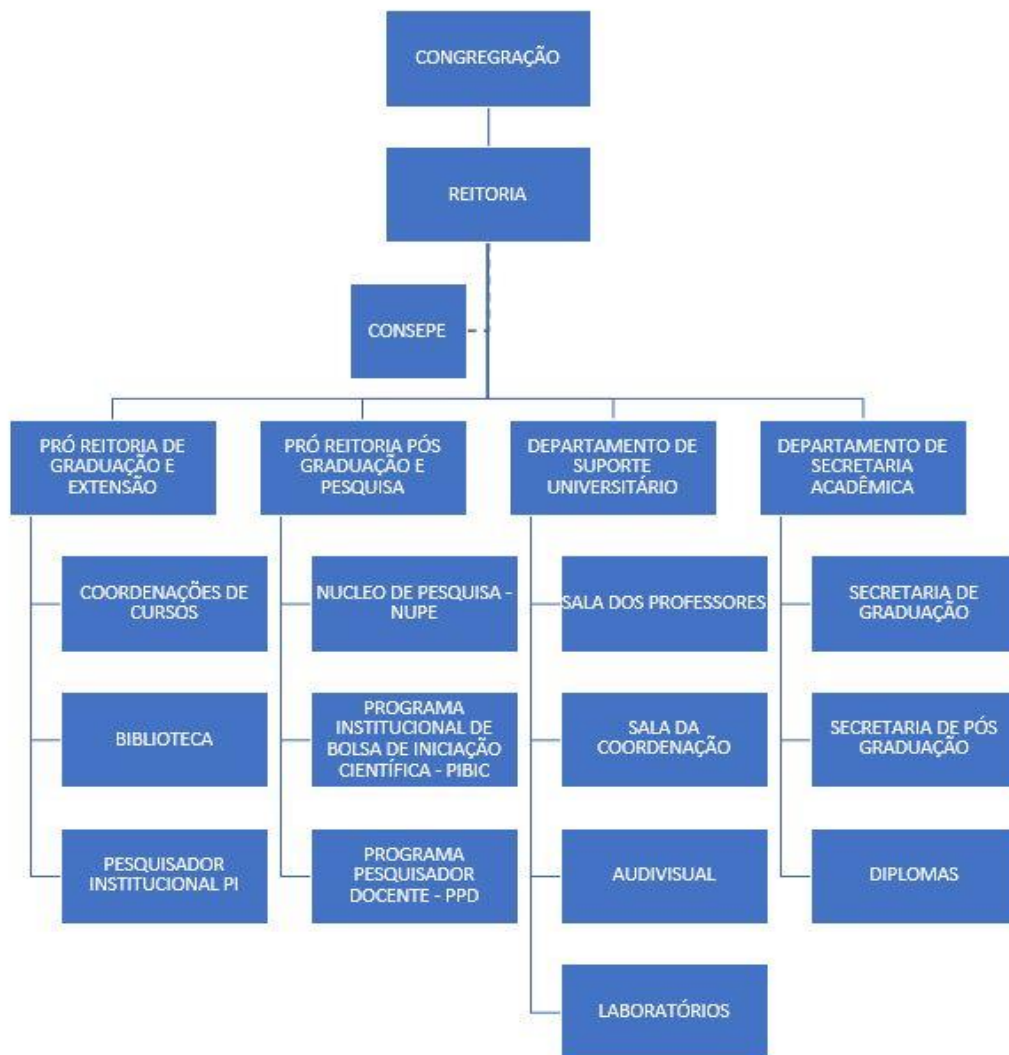 CONGREGRAÇÃO
REITORIA
CONSEPE
PRÓ REITORIA DE
GRADUAÇÃO E
EXTENSÃO
PRÓ REITORIA PÓS
GRADUAÇÃO E
PESQUISA
DEPARTAMENTO DE
SUPORTE
UNIVERSITÁRIO
DEPARTAMENTO DE
SECRETARIA
ACADÊMICA
COORDENAÇÕES DE
CURSOS
NUCLEO DE PESQUISA -
NUPE
SALA DOS PROFESSORES
SECRETARIA DE
GRADUAÇÃO
BIBLIOTECA
PROGRAMA
INSTITUCIONAL DE
BOLSA DE INICIAÇÃO
CIENTÍFICA - PIBIC
SALA DA
COORDENAÇÃO
SECRETARIA DE PÓS
GRADUAÇÃO
PESQUISADOR
INSTITUCIONAL PI
PROGRAMA
PESQUISADOR
DOCENTE - PPD
AUDIVISUAL
DIPLOMAS
LABORATÓRIOS